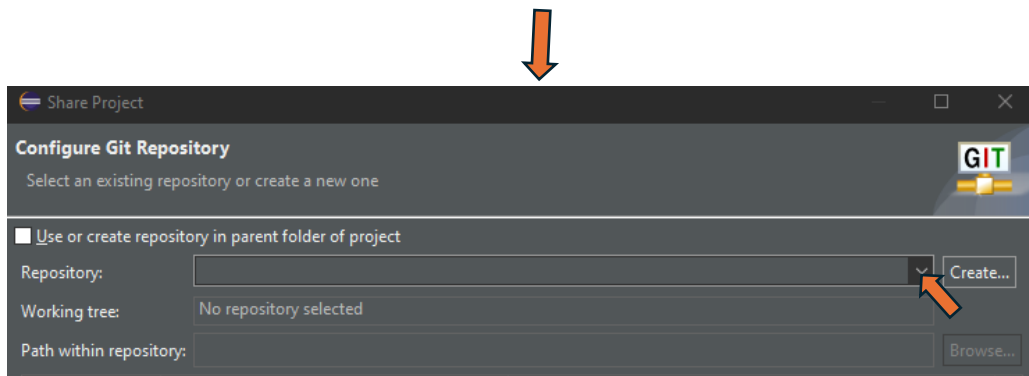 Share Project
Configure Git Repository
Select an existing repository or create a new one
GIT
Use or create repository in parent folder of project
Repository:
Create...
Working tree:
No repository selected
Path within repository:
Browse...